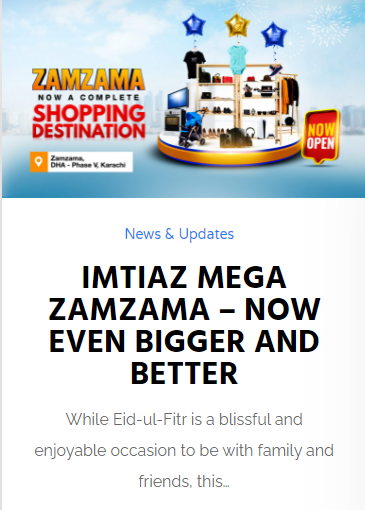 ZAMZAMA
NOW A COMPLETE
SHOPPING
DESTINATION
Zamzama,
DHA - Phase V, Karachi
NOW
OPEN
News & Updates
IMTIAZ MEGA
ZAMZAMA – NOW
EVEN BIGGER AND
BETTER
While Eid-ul-Fitr is a blissful and
enjoyable occasion to be with family and
friends, this…